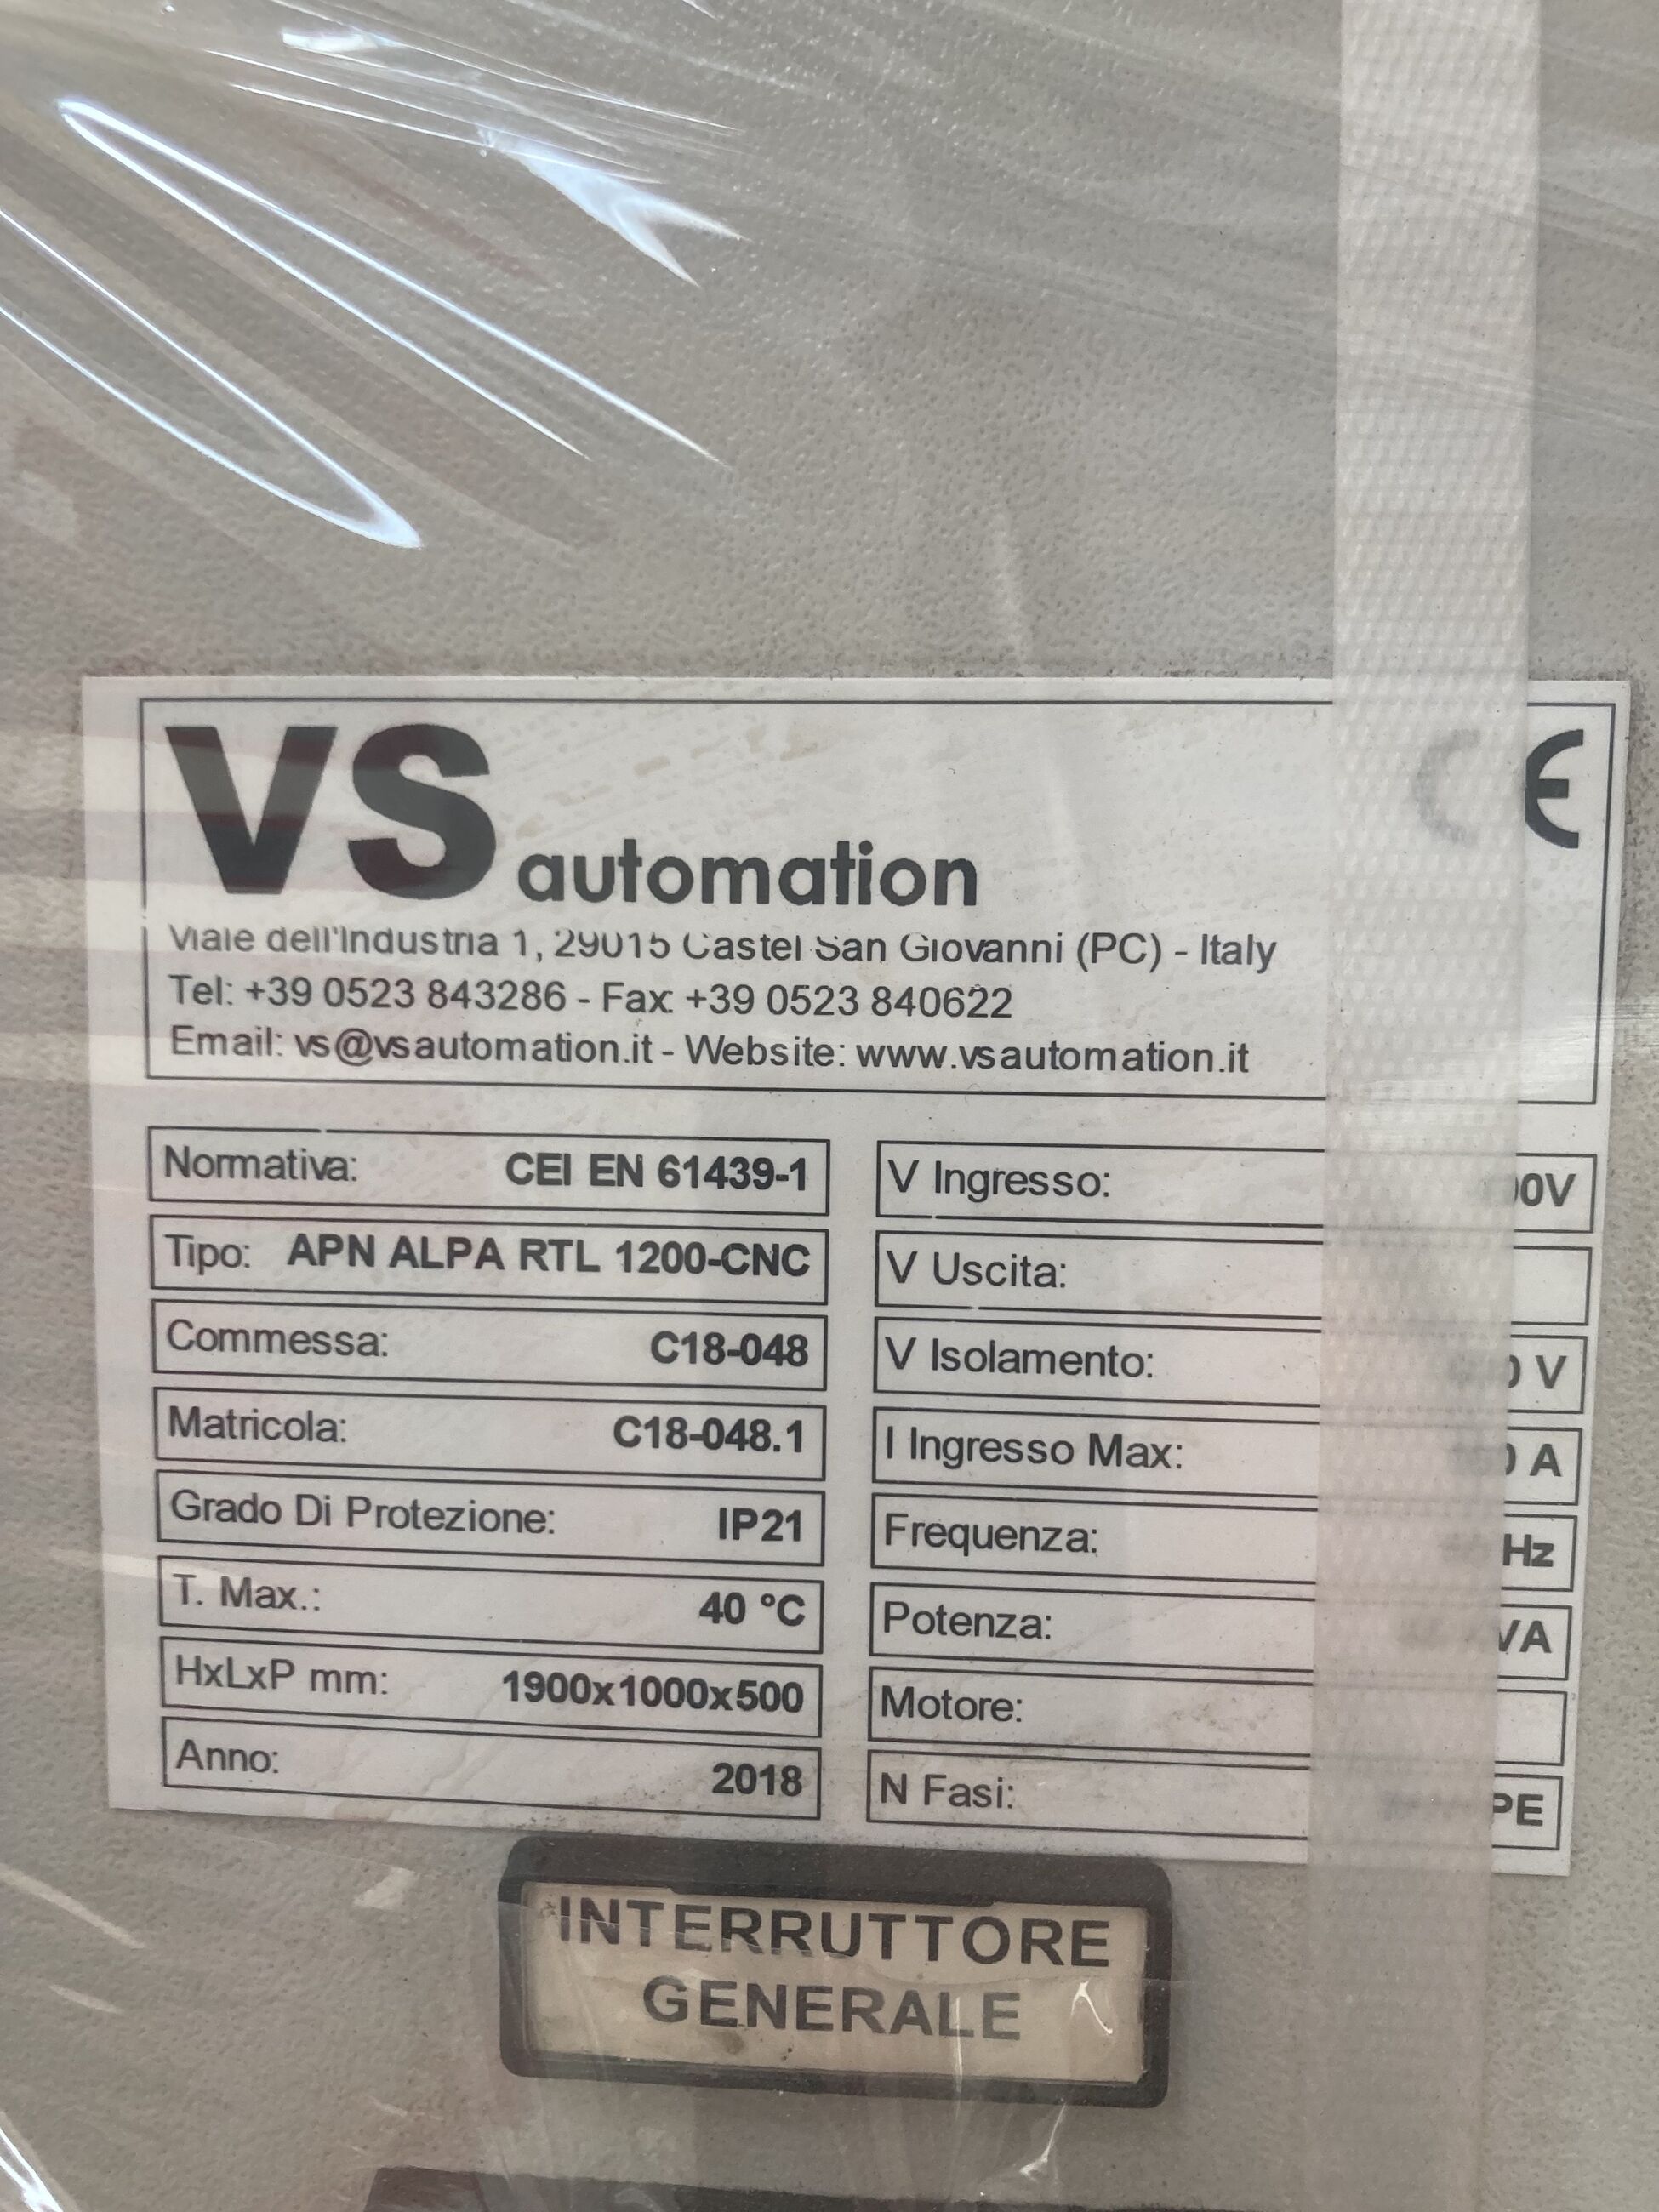 VS automation
CE
Viale dell'Industria 1, 29015 Castel San Giovanni (PC) - Italy
Tel: +39 0523 843286 - Fax: +39 0523 840622
Email: vs@vsautomation.it - Website: www.vsautomation.it
Normativa: CEI EN 61439-1
Tipo: APN ALPA RTL 1200-CNC
Commessa: C18-048
Matricola: C18-048.1
Grado Di Protezione: IP21
T. Max.: 40 °C
HxLxP mm: 1900x1000x500
Anno: 2018
V Ingresso:
V Uscita:
V Isolamento: V
I Ingresso Max: A
Frequenza: Hz
Potenza:
Motore:
N Fasi: PE
INTERRUTTORE
GENERALE